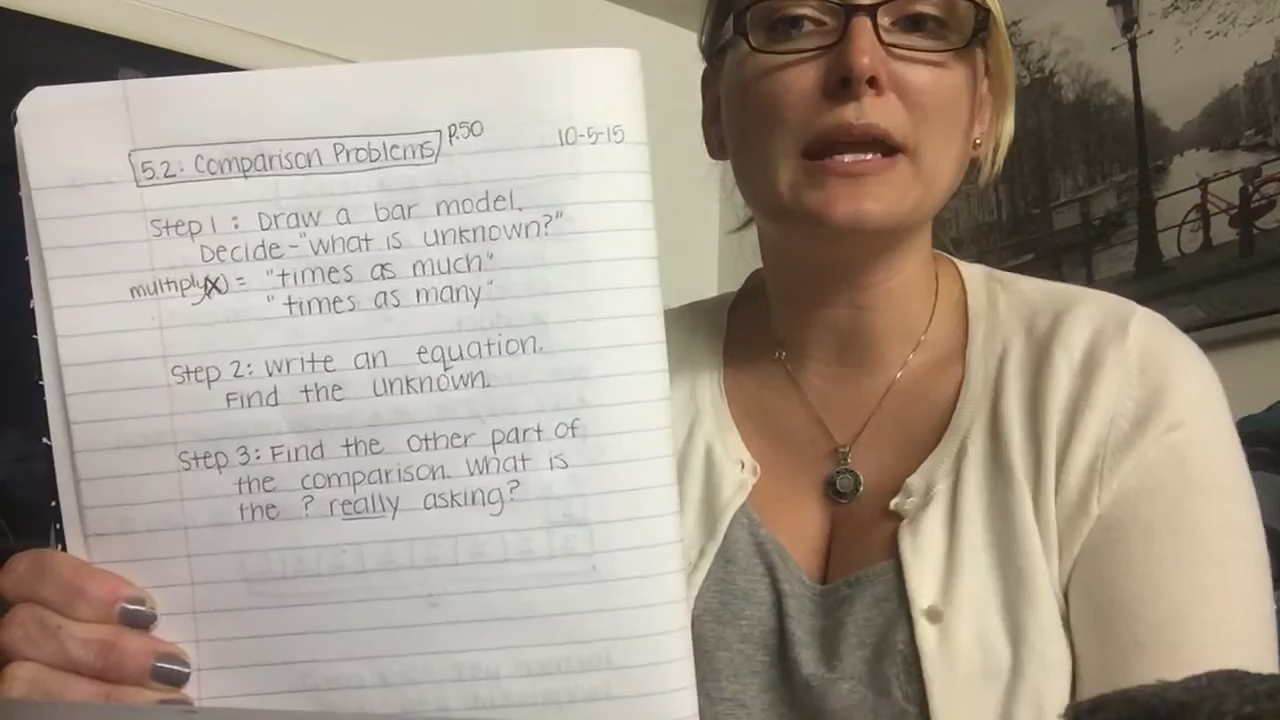 5.2: Comparison Problems p.50 10-5-15
Step 1: Draw a bar model.
Decide-"what is unknown?"
multiply(x) = "times as much"
"times as many"
Step 2: write an equation.
Find the unknown.
Step 3: Find the other part of
the comparison. What is
the ? really asking?